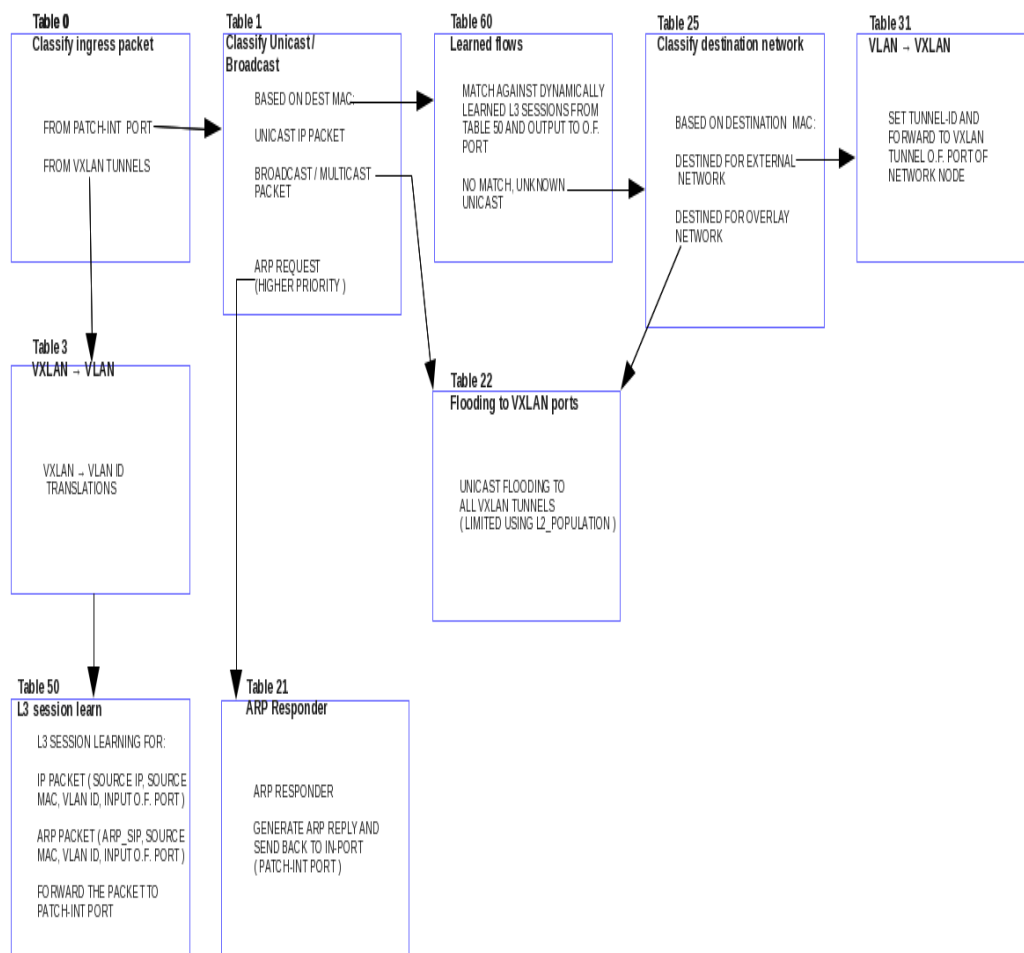 Table 0
Classify ingress packet
FROM PATCH-INT PORT
FROM VXLAN TUNNELS
Table 1
Classify Unicast /
Broadcast
BASED ON DEST MAC:
UNICAST IP PACKET
BROADCAST / MULTICAST
PACKET
ARP REQUEST
(HIGHER PRIORITY )
Table 60
Learned flows
MATCH AGAINST DYNAMICALLY
LEARNED L3 SESSIONS FROM
TABLE 50 AND OUTPUT TO O.F.
PORT
NO MATCH, UNKNOWN
UNICAST
Table 25
Classify destination network
BASED ON DESTINATION MAC:
DESTINED FOR EXTERNAL
NETWORK
DESTINED FOR OVERLAY
NETWORK
Table 31
VLAN → VXLAN
SET TUNNEL-ID AND
FORWARD TO VXLAN
TUNNEL O.F. PORT OF
NETWORK NODE
Table 3
VXLAN → VLAN
VXLAN → VLAN ID
TRANSLATIONS
Table 22
Flooding to VXLAN ports
UNICAST FLOODING TO
ALL VXLAN TUNNELS
( LIMITED USING L2_POPULATION )
Table 50
L3 session learn
L3 SESSION LEARNING FOR:
IP PACKET ( SOURCE IP, SOURCE
MAC, VLAN ID, INPUT O.F. PORT )
ARP PACKET ( ARP_SIP, SOURCE
MAC, VLAN ID, INPUT O.F. PORT )
FORWARD THE PACKET TO
PATCH-INT PORT
Table 21
ARP Responder
ARP RESPONDER
GENERATE ARP REPLY AND
SEND BACK TO IN-PORT
( PATCH-INT PORT )